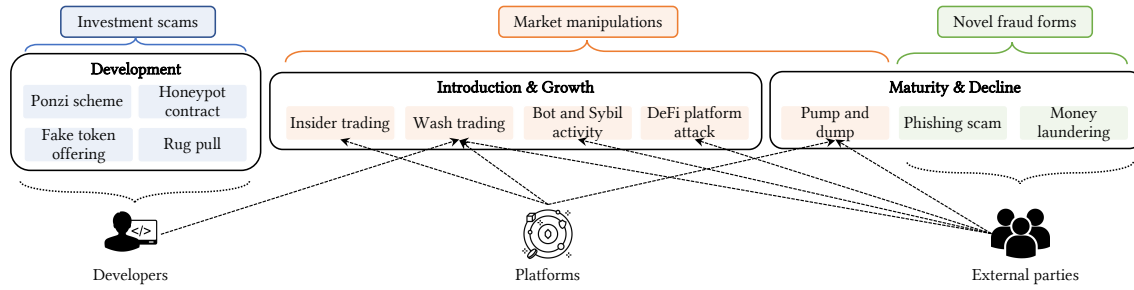 Investment scams
Market manipulations
Novel fraud forms
Development
Ponzi scheme
Honeypot
contract
Fake token
offering
Rug pull
Introduction & Growth
Insider trading
Wash trading
Bot and Sybil
activity
DeFi platform
attack
Maturity & Decline
Pump and
dump
Phishing scam
Money
laundering
</>
Developers
Platforms
External parties